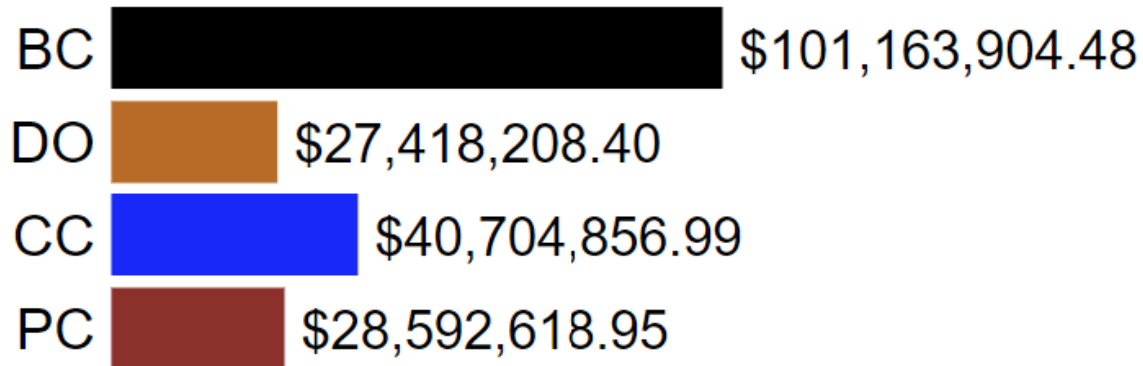 BC $101,163,904.48
DO $27,418,208.40
CC $40,704,856.99
PC $28,592,618.95